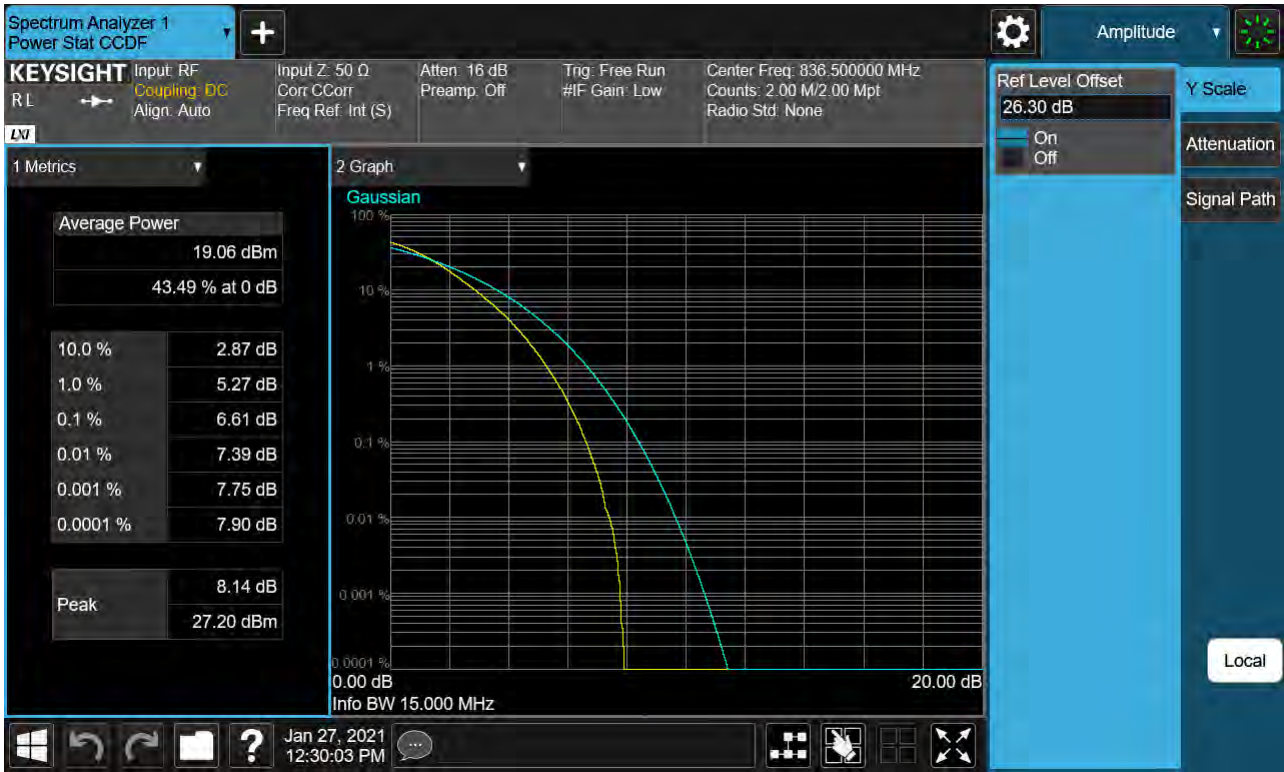 Spectrum Analyzer 1
Power Stat CCDF
+
Amplitude
KEYSIGHT
RL
LXI
Input: RF
Coupling: DC
Align: Auto
Input Z: 50 Ω
Corr CCorr
Freq Ref: Int (S)
Atten: 16 dB
Preamp: Off
Trig: Free Run
#IF Gain: Low
Center Freq: 836.500000 MHz
Counts: 2.00 M/2.00 Mpt
Radio Std: None
Ref Level Offset
26.30 dB
On
Off
Y Scale
Attenuation
Signal Path
Local
1 Metrics
Average Power
19.06 dBm
43.49 % at 0 dB
10.0 % 2.87 dB
1.0 % 5.27 dB
0.1 % 6.61 dB
0.01 % 7.39 dB
0.001 % 7.75 dB
0.0001 % 7.90 dB
Peak
8.14 dB
27.20 dBm
2 Graph
Gaussian
100 %
10 %
1 %
0.1 %
0.01 %
0.001 %
0.0001 %
0.00 dB 20.00 dB
Info BW 15.000 MHz
?
Jan 27, 2021
12:30:03 PM